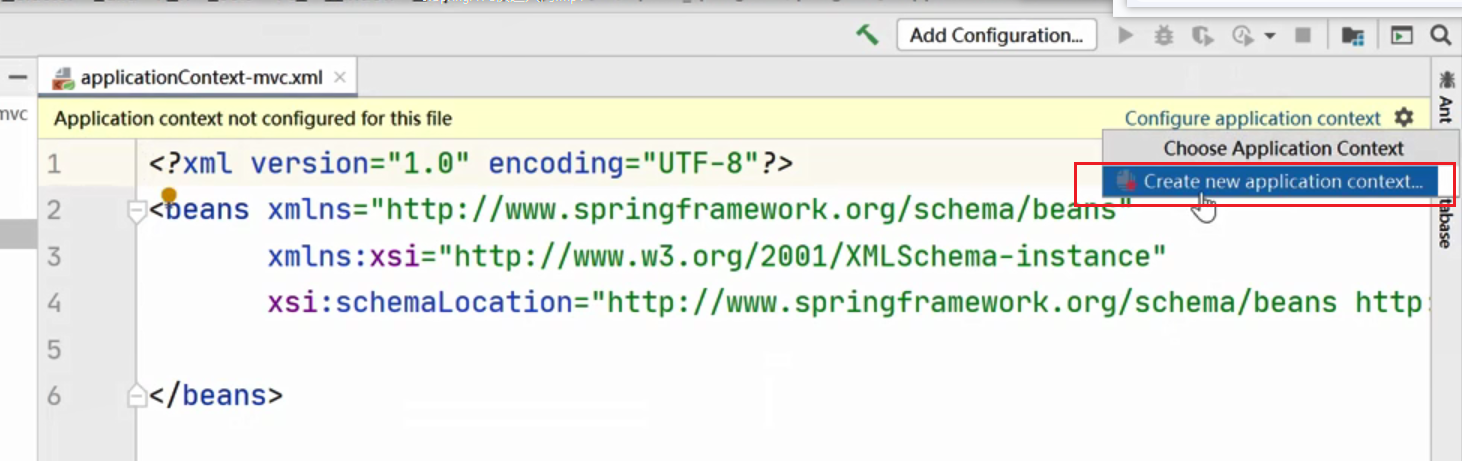 Add Configuration...
applicationContext-mvc.xml
mvc
Application context not configured for this file
Configure application context
Choose Application Context
Create new application context...
1 <?xml version="1.0" encoding="UTF-8"?>
2 <beans xmlns="http://www.springframework.org/schema/beans"
3 xmlns:xsi="http://www.w3.org/2001/XMLSchema-instance"
4 xsi:schemaLocation="http://www.springframework.org/schema/beans http:
5
6 </beans>
Ant
tabase